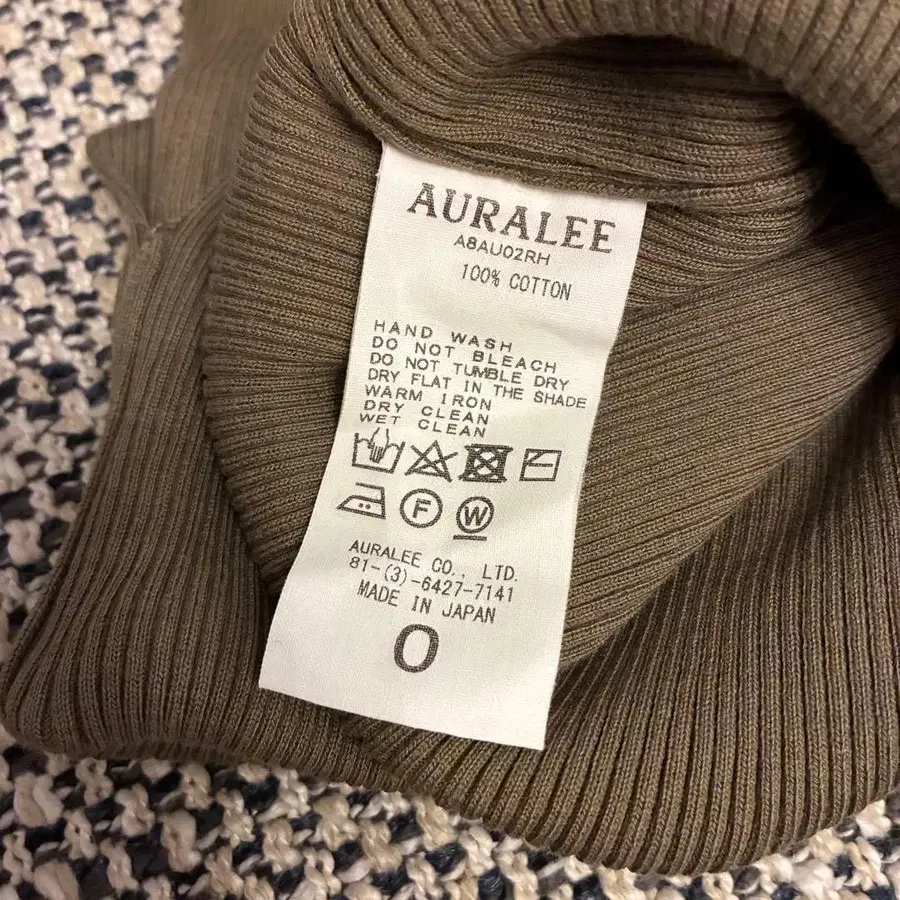 AURALEE
A8AU02RH
100% COTTON
HAND WASH
DO NOT BLEACH
DO NOT TUMBLE DRY
DRY FLAT IN THE SHADE
WARM IRON
DRY CLEAN
WET CLEAN
F W
AURALEE CO., LTD.
81-(3)-6427-7141
MADE IN JAPAN
0